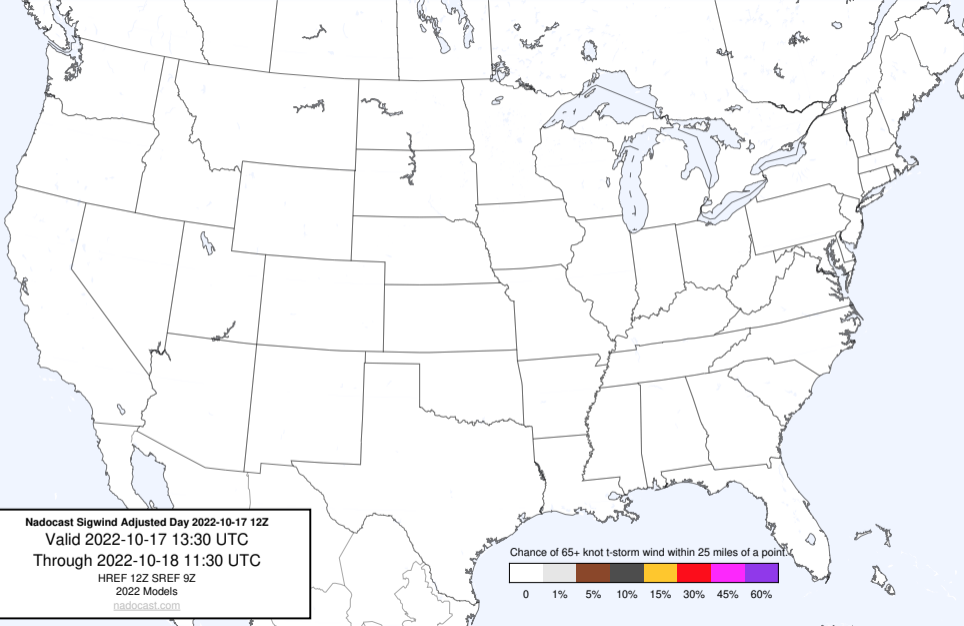 Nadocast Sigwind Adjusted Day 2022-10-17 12Z
Valid 2022-10-17 13:30 UTC
Through 2022-10-18 11:30 UTC
HREF 12Z SREF 9Z
2022 Models
nadocast.com
Chance of 65+ knot t-storm wind within 25 miles of a point.
0 1% 5% 10% 15% 30% 45% 60%